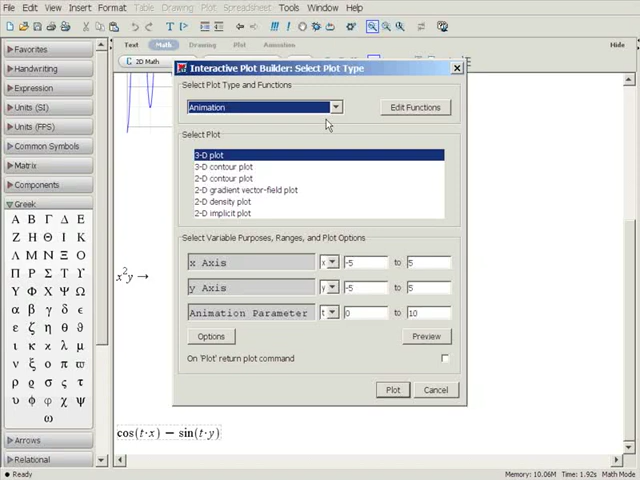 File Edit View Insert Format Table Drawing Plot Spreadsheet Tools Window Help
Text Math Drawing Plot Animation Hide
C 2D Math
Favorites
Handwriting
Expression
Units (SI)
Units (FPS)
Common Symbols
Matrix
Components
Greek
Α Β Γ Δ Ε
Ζ Η Θ Ι Κ
Λ Μ Ν Ξ Ο
Π Ρ Σ Τ Υ
Φ Χ Ψ Ω
α β γ δ ε
ζ η θ ι κ
λ μ ν ξ ο
π ϖ ρ σ τ
υ φ χ ψ
ω
Arrows
Relational
x²y →
cos(t·x) − sin(t·y)
Interactive Plot Builder: Select Plot Type
Select Plot Type and Functions
Animation
Edit Functions
Select Plot
3-D plot
3-D contour plot
2-D contour plot
2-D gradient vector-field plot
2-D density plot
2-D implicit plot
Select Variable Purposes, Ranges, and Plot Options
x Axis x -5 to 5
y Axis y -5 to 5
Animation Parameter t 0 to 10
Options Preview
On 'Plot' return plot command
Plot Cancel
Ready Memory: 10.06M Time: 1.92s Math Mode